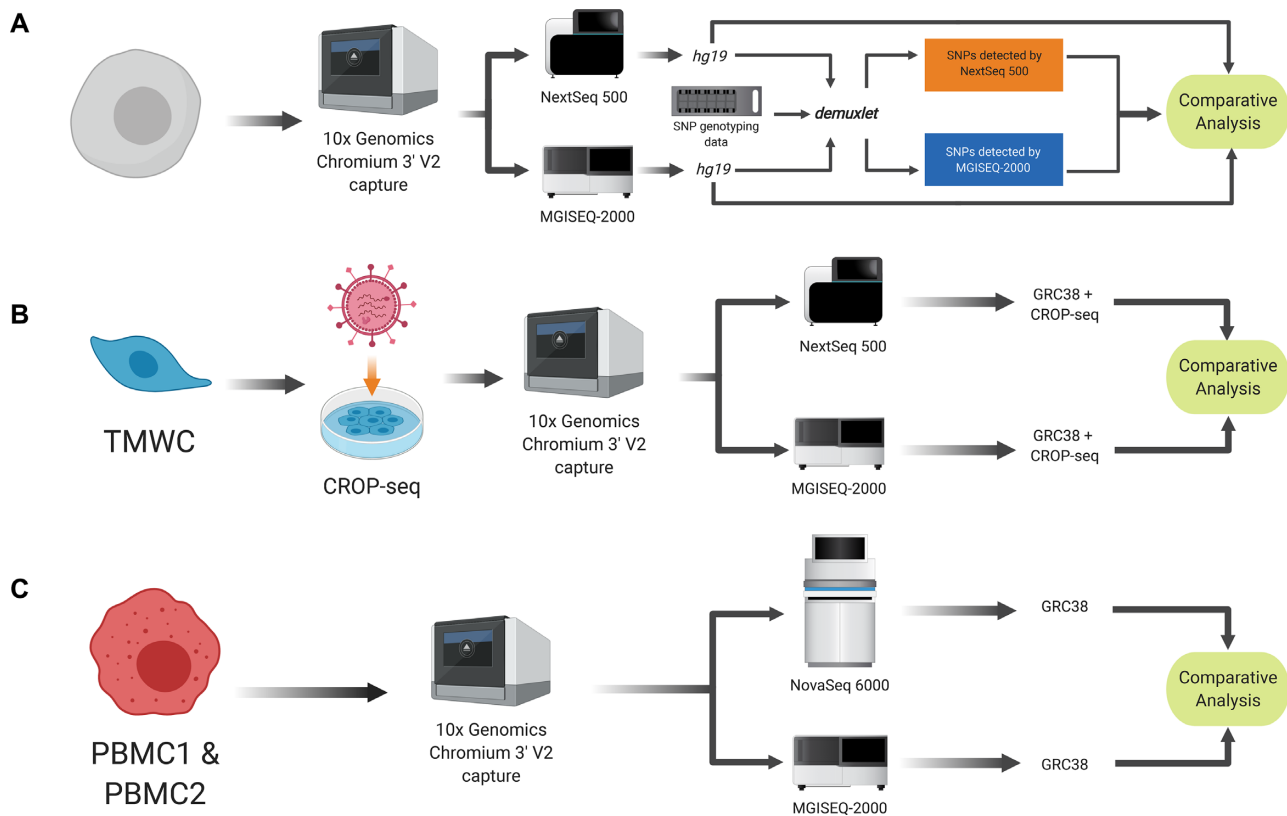 A
10x Genomics
Chromium 3' V2
capture
NextSeq 500
MGISEQ-2000
hg19
SNP genotyping
data
hg19
demuxlet
SNPs detected by
NextSeq 500
SNPs detected by
MGISEQ-2000
Comparative
Analysis
B
TMWC
CROP-seq
10x Genomics
Chromium 3' V2
capture
NextSeq 500
MGISEQ-2000
GRC38 +
CROP-seq
GRC38 +
CROP-seq
Comparative
Analysis
C
PBMC1 &
PBMC2
10x Genomics
Chromium 3' V2
capture
NovaSeq 6000
MGISEQ-2000
GRC38
GRC38
Comparative
Analysis